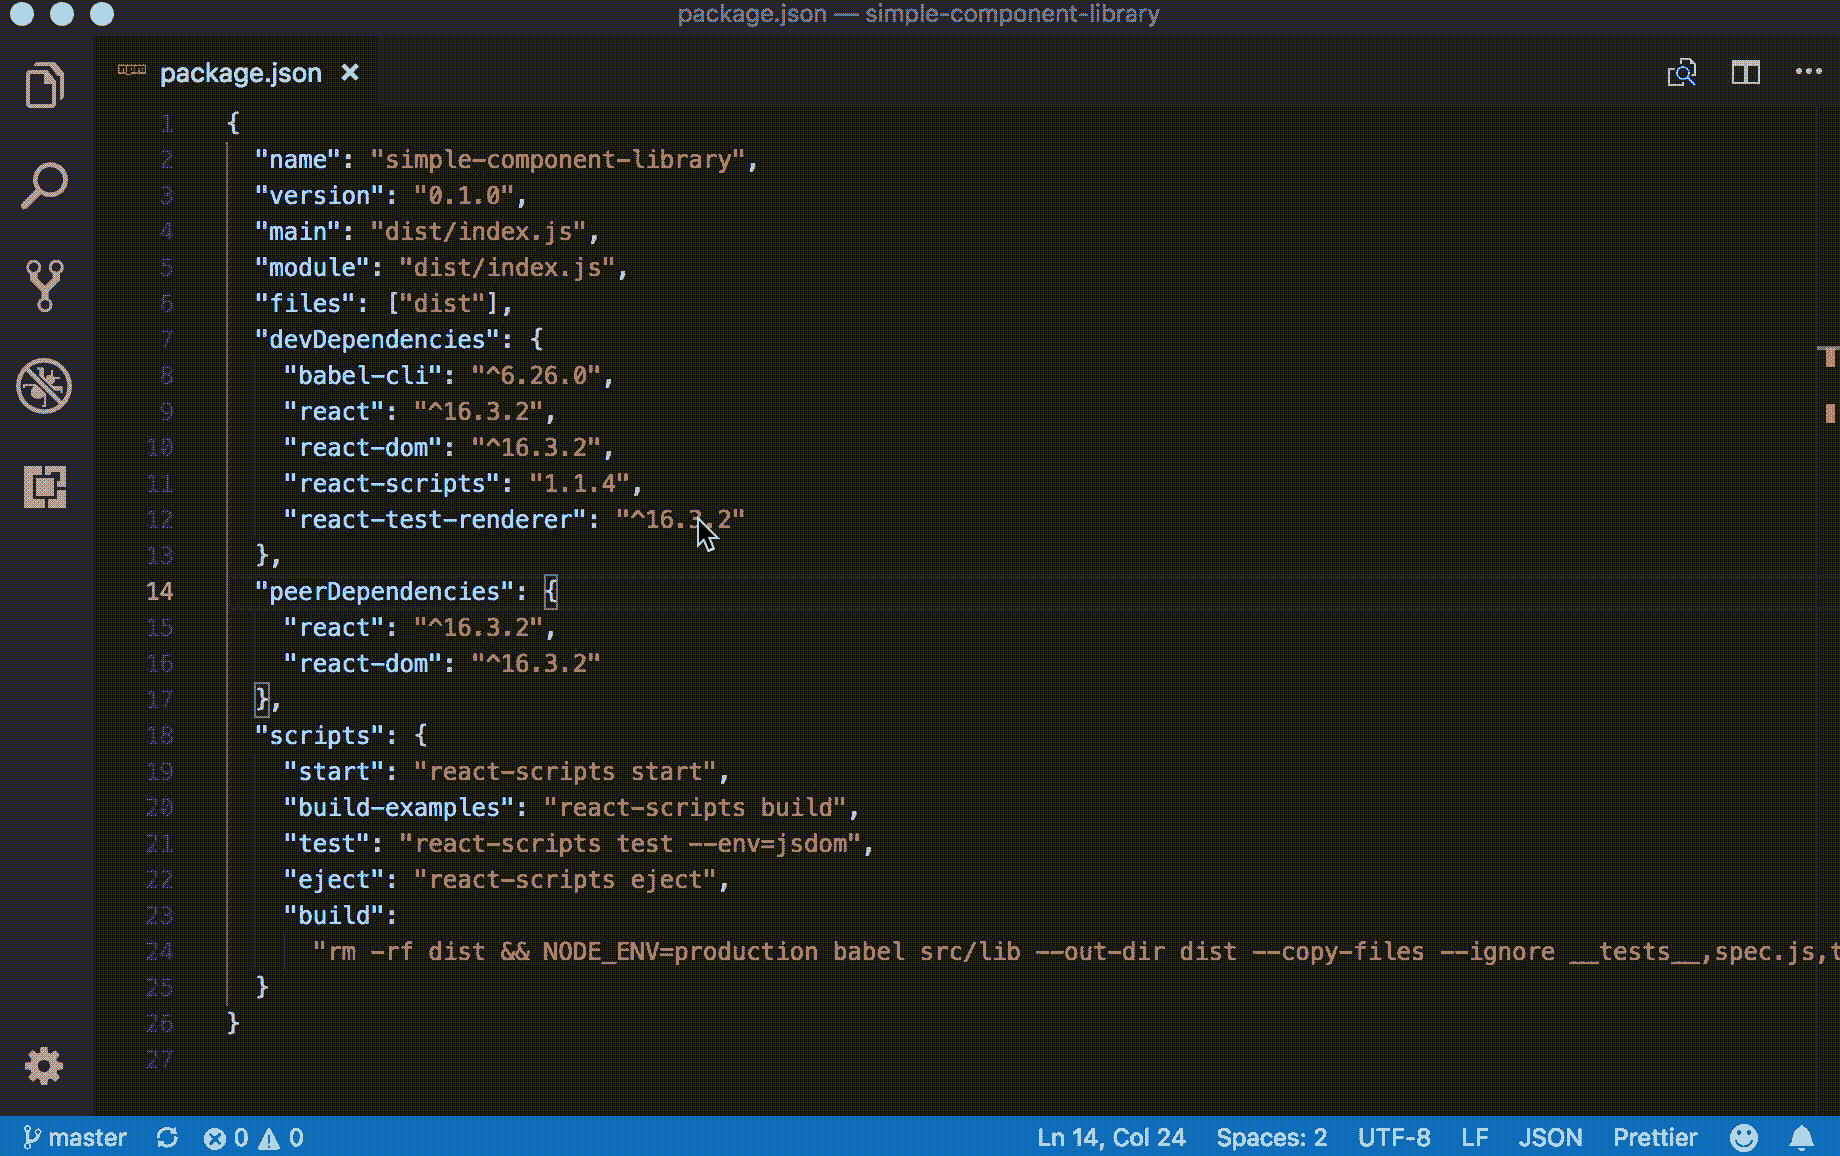 package.json — simple-component-library
package.json
1 {
2 "name": "simple-component-library",
3 "version": "0.1.0",
4 "main": "dist/index.js",
5 "module": "dist/index.js",
6 "files": ["dist"],
7 "devDependencies": {
8 "babel-cli": "^6.26.0",
9 "react": "^16.3.2",
10 "react-dom": "^16.3.2",
11 "react-scripts": "1.1.4",
12 "react-test-renderer": "^16.3.2"
13 },
14 "peerDependencies": {
15 "react": "^16.3.2",
16 "react-dom": "^16.3.2"
17 },
18 "scripts": {
19 "start": "react-scripts start",
20 "build-examples": "react-scripts build",
21 "test": "react-scripts test --env=jsdom",
22 "eject": "react-scripts eject",
23 "build":
24 "rm -rf dist && NODE_ENV=production babel src/lib --out-dir dist --copy-files --ignore __tests__,spec.js,t
25 }
26 }
27
master 0 0 Ln 14, Col 24 Spaces: 2 UTF-8 LF JSON Prettier